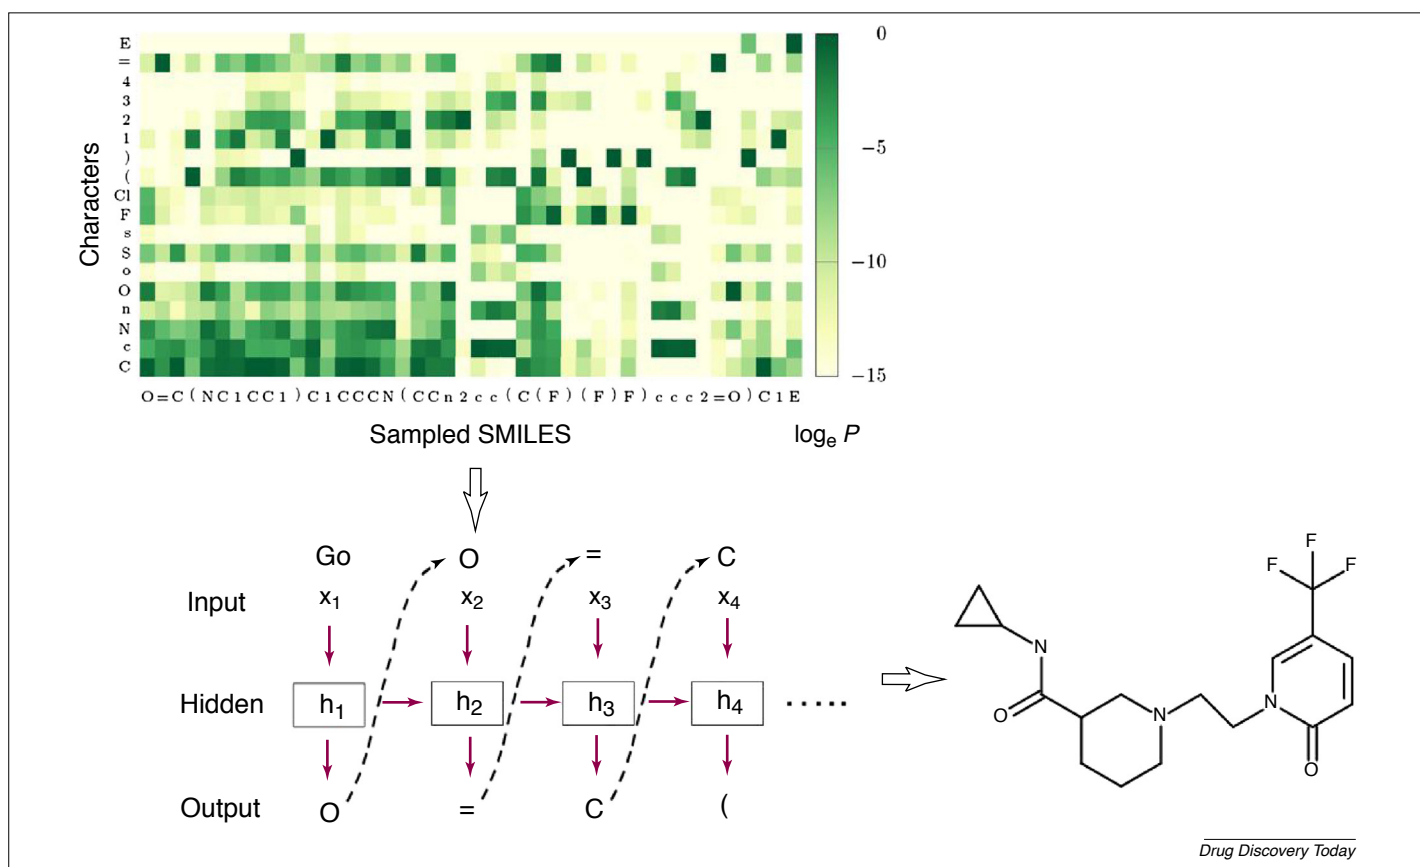 E
=
4
3
2
1
)
(
Cl
F
s
S
o
O
n
N
c
C
Characters
0
−5
−10
−15
O=C(NC1CC1)C1CCCN(CCn2cc(C(F)(F)F)ccc2=O)C1E
Sampled SMILES
logₑ P
Go O = C
Input x₁ x₂ x₃ x₄
Hidden h₁ h₂ h₃ h₄ .....
Output O = C (
F
F F
N
O N N
O
Drug Discovery Today